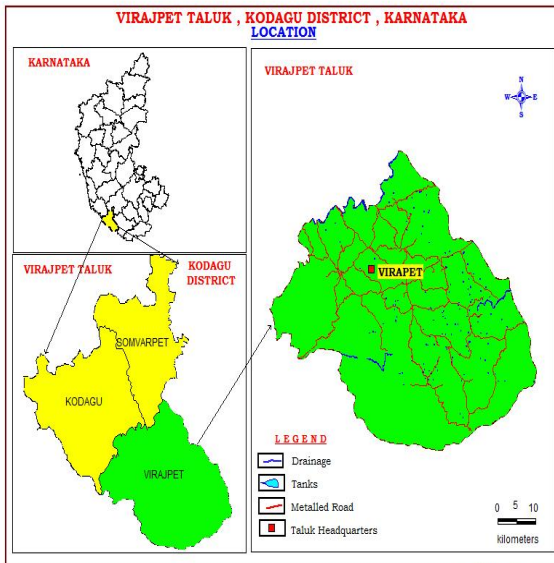 VIRAJPET TALUK , KODAGU DISTRICT , KARNATAKA
LOCATION
KARNATAKA
VIRAJPET TALUK
KODAGU
DISTRICT
SOMVARPET
KODAGU
VIRAJPET
VIRAJPET TALUK
N
W E
S
VIRAPET
LEGEND
Drainage
Tanks
Metalled Road
Taluk Headquarters
0 5 10
kilometers